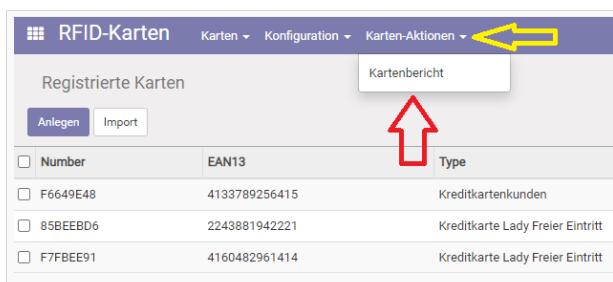 RFID-Karten Karten Konfiguration Karten-Aktionen
Kartenbericht
Registrierte Karten
Anlegen Import
Number EAN13 Type
F6649E48 4133789256415 Kreditkartenkunden
85BEEBD6 2243881942221 Kreditkarte Lady Freier Eintritt
F7FBEE91 4160482961414 Kreditkarte Lady Freier Eintritt